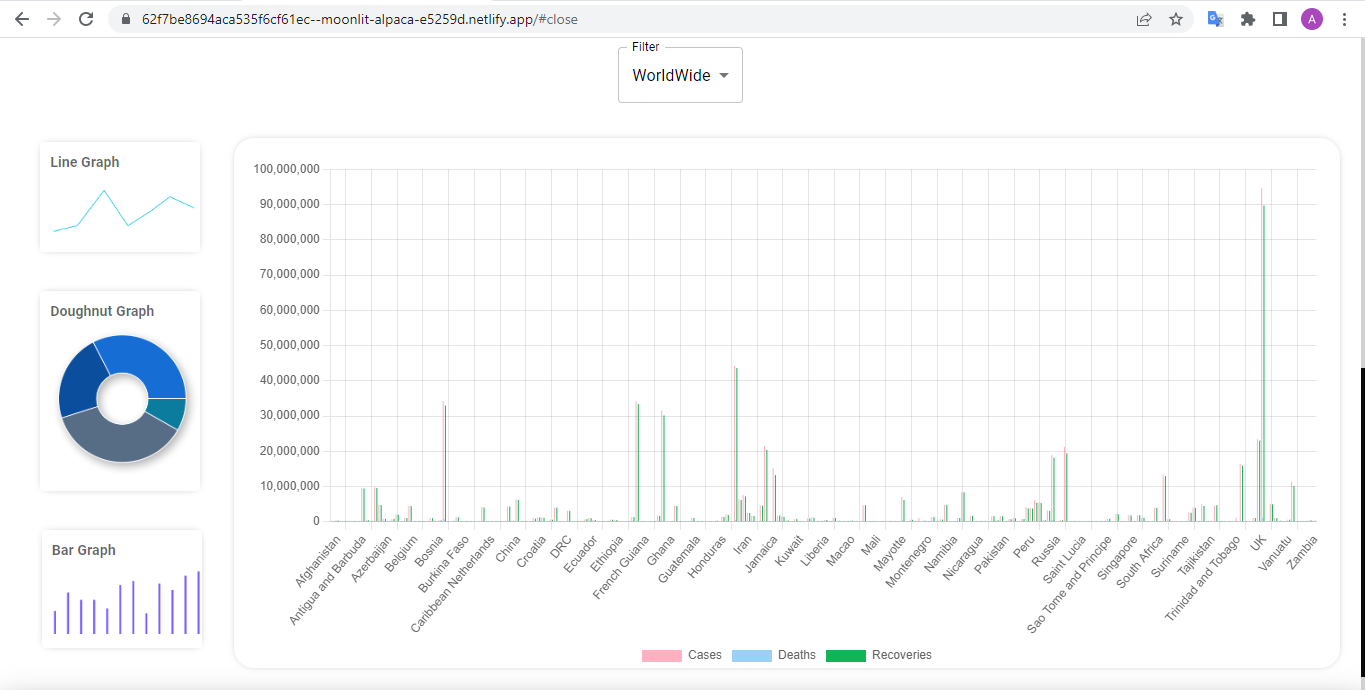 62f7be8694aca535f6cf61ec--moonlit-alpaca-e5259d.netlify.app/#close
A
Filter
WorldWide
Line Graph
Doughnut Graph
Bar Graph
100,000,000
90,000,000
80,000,000
70,000,000
60,000,000
50,000,000
40,000,000
30,000,000
20,000,000
10,000,000
0
Afghanistan
Antigua and Barbuda
Azerbaijan
Belgium
Bosnia
Burkina Faso
Caribbean Netherlands
China
Croatia
DRC
Ecuador
Ethiopia
French Guiana
Ghana
Guatemala
Honduras
Iran
Jamaica
Kuwait
Liberia
Macao
Mali
Mayotte
Montenegro
Namibia
Nicaragua
Pakistan
Peru
Russia
Saint Lucia
Sao Tome and Principe
Singapore
South Africa
Suriname
Tajikistan
Trinidad and Tobago
UK
Vanuatu
Zambia
Cases Deaths Recoveries